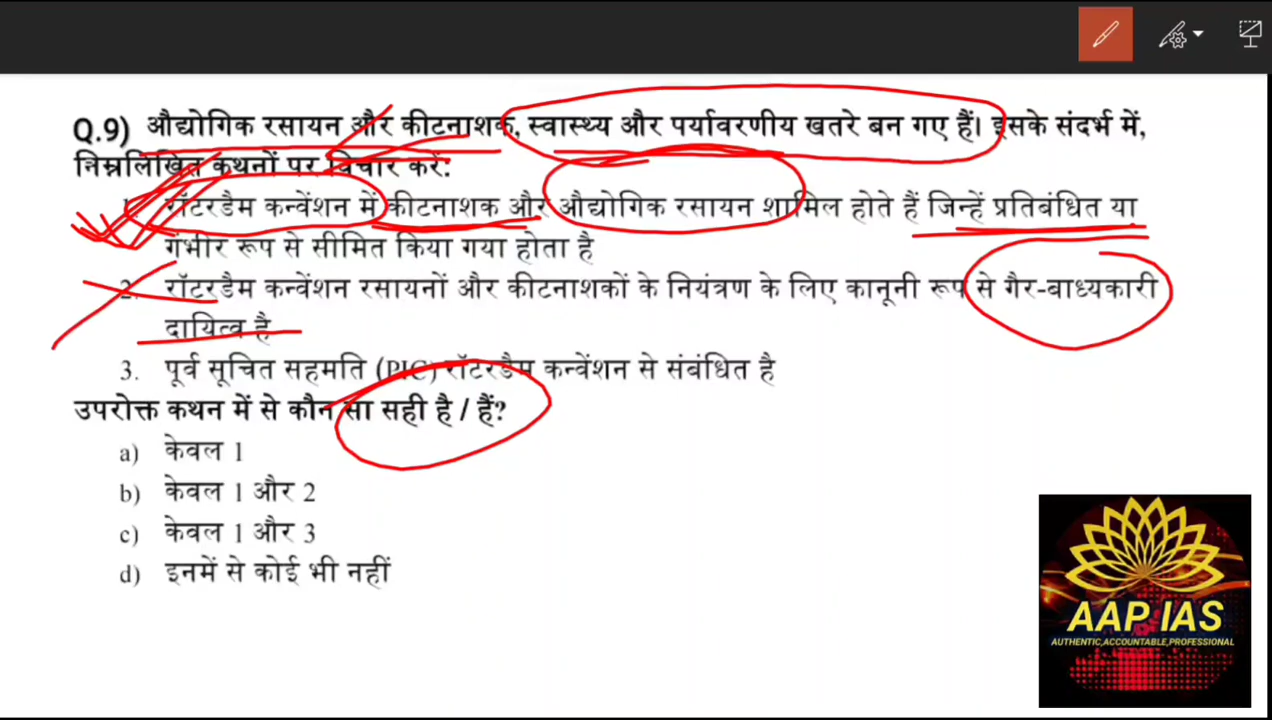 Q.9) औद्योगिक रसायन और कीटनाशक, स्वास्थ्य और पर्यावरणीय खतरे बन गए हैं। इसके संदर्भ में,
निम्नलिखित कथनों पर विचार करें:
1. रॉटरडैम कन्वेंशन में कीटनाशक और औद्योगिक रसायन शामिल होते हैं जिन्हें प्रतिबंधित या
गंभीर रूप से सीमित किया गया होता है
2. रॉटरडैम कन्वेंशन रसायनों और कीटनाशकों के नियंत्रण के लिए कानूनी रूप से गैर-बाध्यकारी
दायित्व है
3. पूर्व सूचित सहमति (PIC) रॉटरडैम कन्वेंशन से संबंधित है
उपरोक्त कथन में से कौन सा सही है / हैं?
a) केवल 1
b) केवल 1 और 2
c) केवल 1 और 3
d) इनमें से कोई भी नहीं
AAP IAS
AUTHENTIC,ACCOUNTABLE,PROFESSIONAL